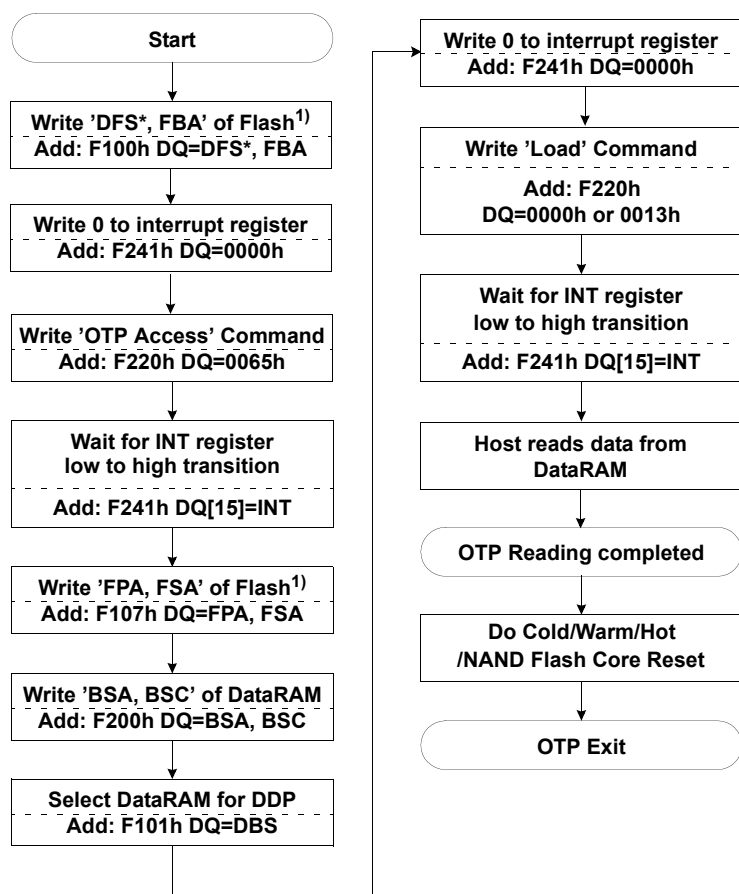 Start
Write 'DFS*, FBA' of Flash1)
Add: F100h DQ=DFS*, FBA
Write 0 to interrupt register
Add: F241h DQ=0000h
Write 'OTP Access' Command
Add: F220h DQ=0065h
Wait for INT register
low to high transition
Add: F241h DQ[15]=INT
Write 'FPA, FSA' of Flash1)
Add: F107h DQ=FPA, FSA
Write 'BSA, BSC' of DataRAM
Add: F200h DQ=BSA, BSC
Select DataRAM for DDP
Add: F101h DQ=DBS
Write 0 to interrupt register
Add: F241h DQ=0000h
Write 'Load' Command
Add: F220h
DQ=0000h or 0013h
Wait for INT register
low to high transition
Add: F241h DQ[15]=INT
Host reads data from
DataRAM
OTP Reading completed
Do Cold/Warm/Hot
/NAND Flash Core Reset
OTP Exit